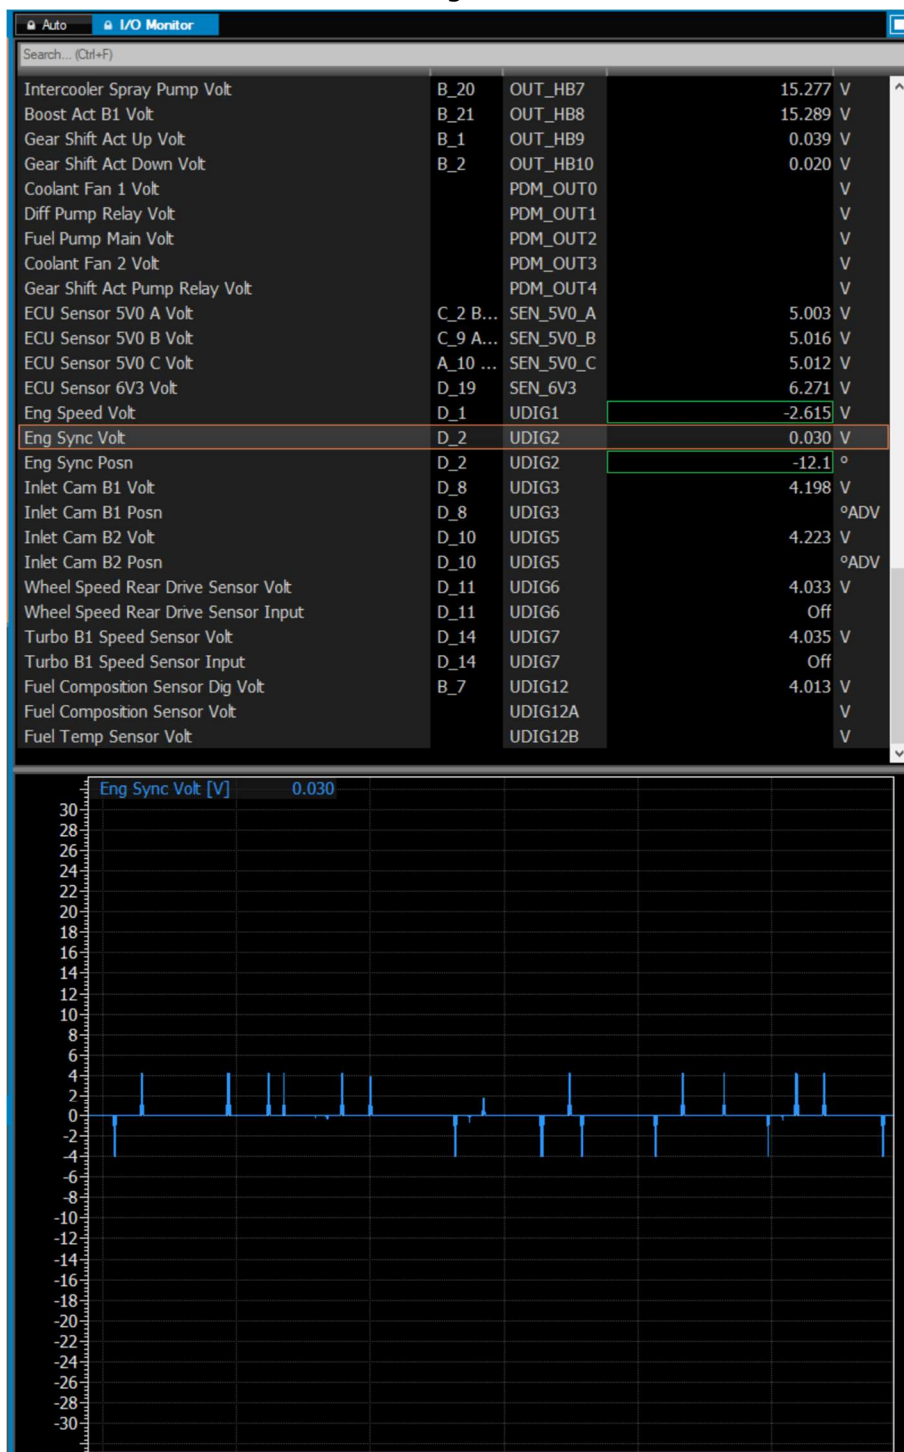 Auto I/O Monitor
Search... (Ctrl+F)
Intercooler Spray Pump Volt B_20 OUT_HB7 15.277 V
Boost Act B1 Volt B_21 OUT_HB8 15.289 V
Gear Shift Act Up Volt B_1 OUT_HB9 0.039 V
Gear Shift Act Down Volt B_2 OUT_HB10 0.020 V
Coolant Fan 1 Volt PDM_OUT0 V
Diff Pump Relay Volt PDM_OUT1 V
Fuel Pump Main Volt PDM_OUT2 V
Coolant Fan 2 Volt PDM_OUT3 V
Gear Shift Act Pump Relay Volt PDM_OUT4 V
ECU Sensor 5V0 A Volt C_2 B... SEN_5V0_A 5.003 V
ECU Sensor 5V0 B Volt C_9 A... SEN_5V0_B 5.016 V
ECU Sensor 5V0 C Volt A_10 ... SEN_5V0_C 5.012 V
ECU Sensor 6V3 Volt D_19 SEN_6V3 6.271 V
Eng Speed Volt D_1 UDIG1 -2.615 V
Eng Sync Volt D_2 UDIG2 0.030 V
Eng Sync Posn D_2 UDIG2 -12.1 °
Inlet Cam B1 Volt D_8 UDIG3 4.198 V
Inlet Cam B1 Posn D_8 UDIG3 °ADV
Inlet Cam B2 Volt D_10 UDIG5 4.223 V
Inlet Cam B2 Posn D_10 UDIG5 °ADV
Wheel Speed Rear Drive Sensor Volt D_11 UDIG6 4.033 V
Wheel Speed Rear Drive Sensor Input D_11 UDIG6 Off
Turbo B1 Speed Sensor Volt D_14 UDIG7 4.035 V
Turbo B1 Speed Sensor Input D_14 UDIG7 Off
Fuel Composition Sensor Dig Volt B_7 UDIG12 4.013 V
Fuel Composition Sensor Volt UDIG12A V
Fuel Temp Sensor Volt UDIG12B V
Eng Sync Volt [V] 0.030
30
28
26
24
22
20
18
16
14
12
10
8
6
4
2
0
-2
-4
-6
-8
-10
-12
-14
-16
-18
-20
-22
-24
-26
-28
-30